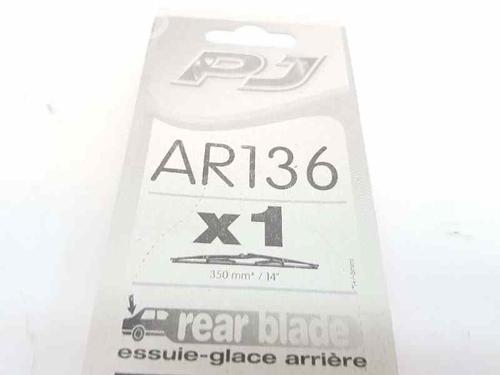 PJ
AR136
x1
350 mm* / 14"
rear blade
essuie-glace arrière